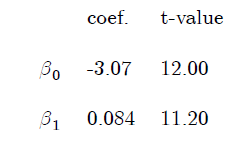 coef. t-value
β₀ -3.07 12.00
β₁ 0.084 11.20